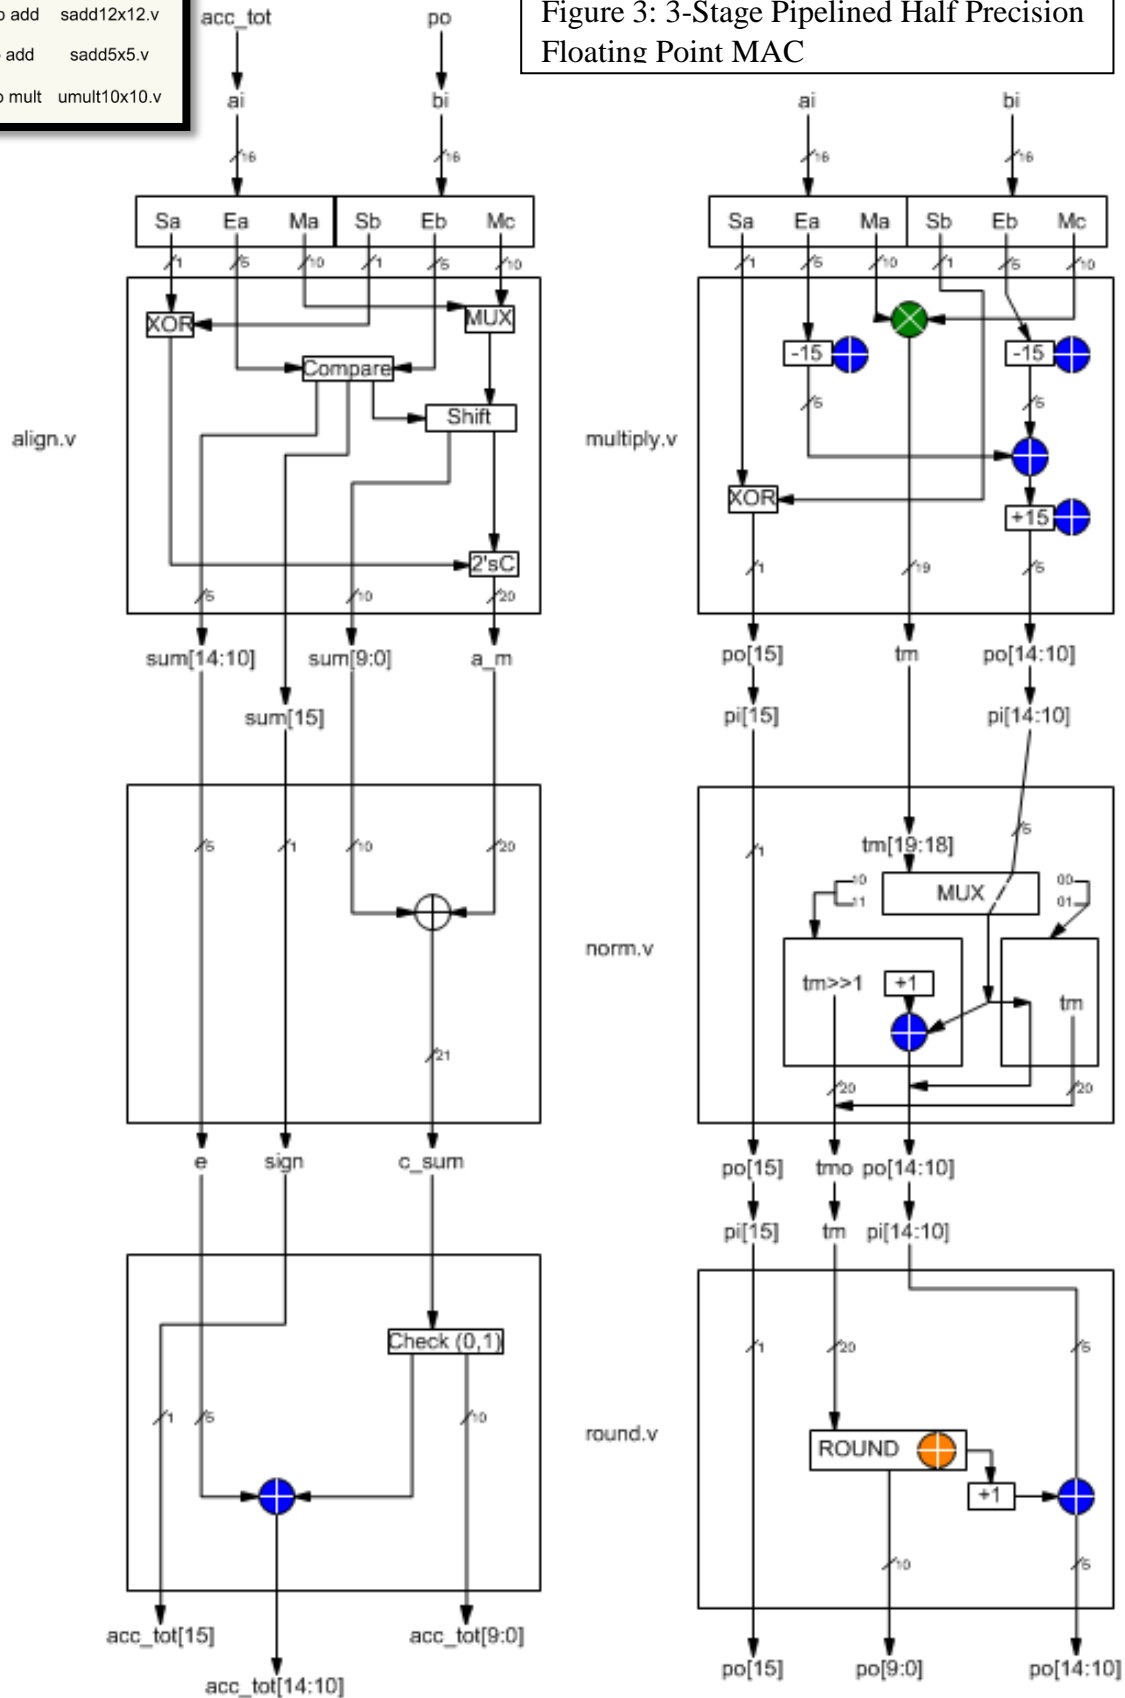 add sadd12x12.v
add sadd5x5.v
mult umult10x10.v
Figure 3: 3-Stage Pipelined Half Precision
Floating Point MAC
acc_tot po
ai bi
16 16
Sa Ea Ma Sb Eb Mc
1 5 10 1 5 10
XOR MUX
Compare
Shift
align.v
2'sC
5 10 20
sum[14:10] sum[9:0] a_m
sum[15]
5 1 10 20
21
e sign c_sum
Check (0,1)
1 5 10
acc_tot[15] acc_tot[9:0]
acc_tot[14:10]
ai bi
16 16
Sa Ea Ma Sb Eb Mc
1 5 10 1 5 10
-15 -15
5 5
multiply.v
XOR
+15
1 19 5
po[15] tm po[14:10]
pi[15] pi[14:10]
5
tm[19:18]
1
10 MUX 00
11 01
norm.v
tm>>1 +1 tm
20 20
po[15] tmo po[14:10]
pi[15] tm pi[14:10]
1 20 5
round.v
ROUND
+1
10 5
po[15] po[9:0] po[14:10]